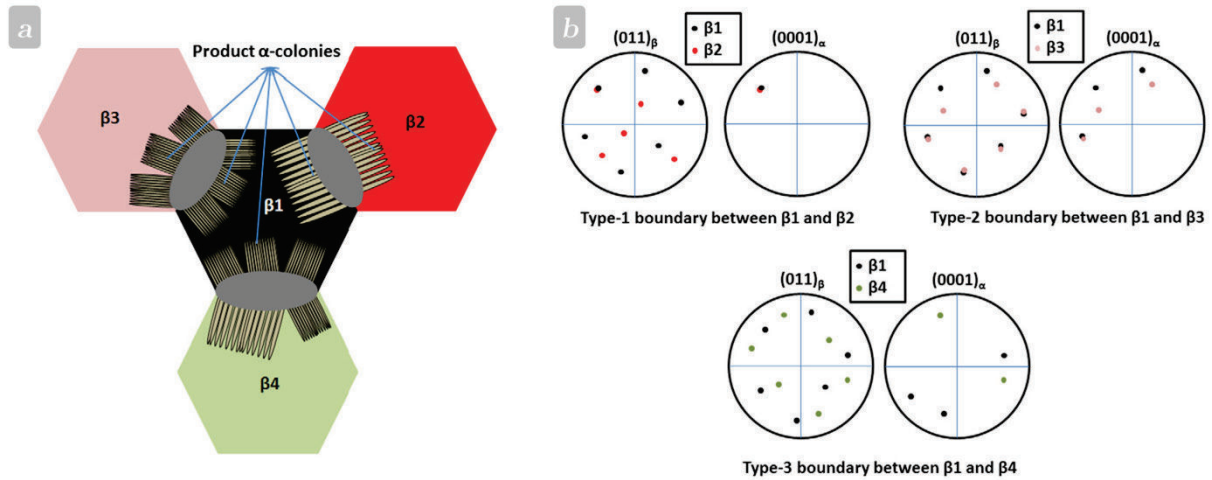 a
Product α-colonies
β3
β2
β1
β4
b
(011)β
β1
β2
(0001)α
Type-1 boundary between β1 and β2
(011)β
β1
β3
(0001)α
Type-2 boundary between β1 and β3
(011)β
β1
β4
(0001)α
Type-3 boundary between β1 and β4